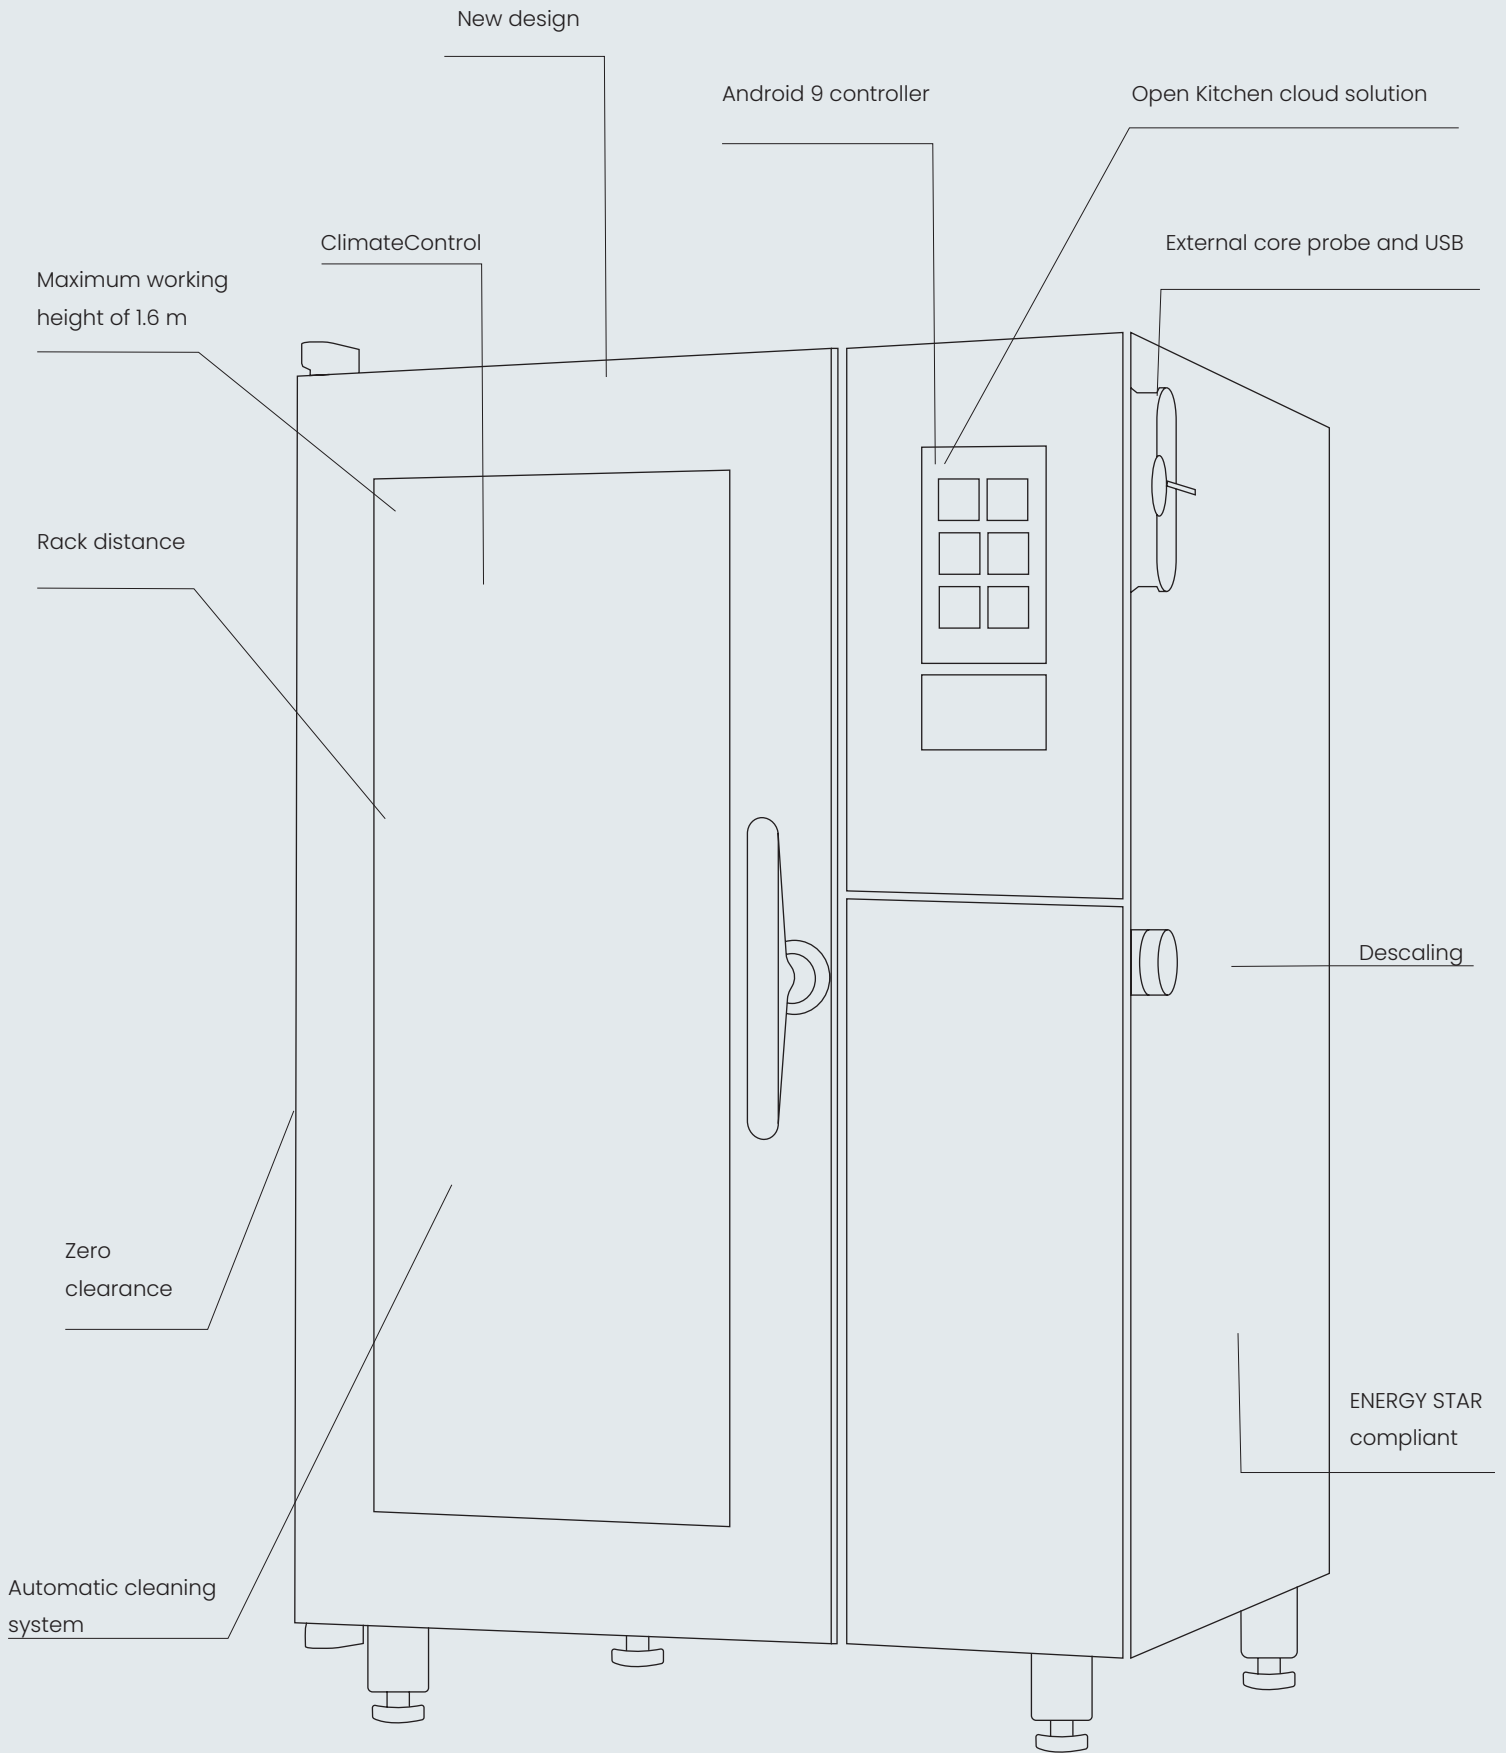 New design
Android 9 controller
Open Kitchen cloud solution
ClimateControl
External core probe and USB
Maximum working
height of 1.6 m
Rack distance
Descaling
Zero
clearance
ENERGY STAR
compliant
Automatic cleaning
system